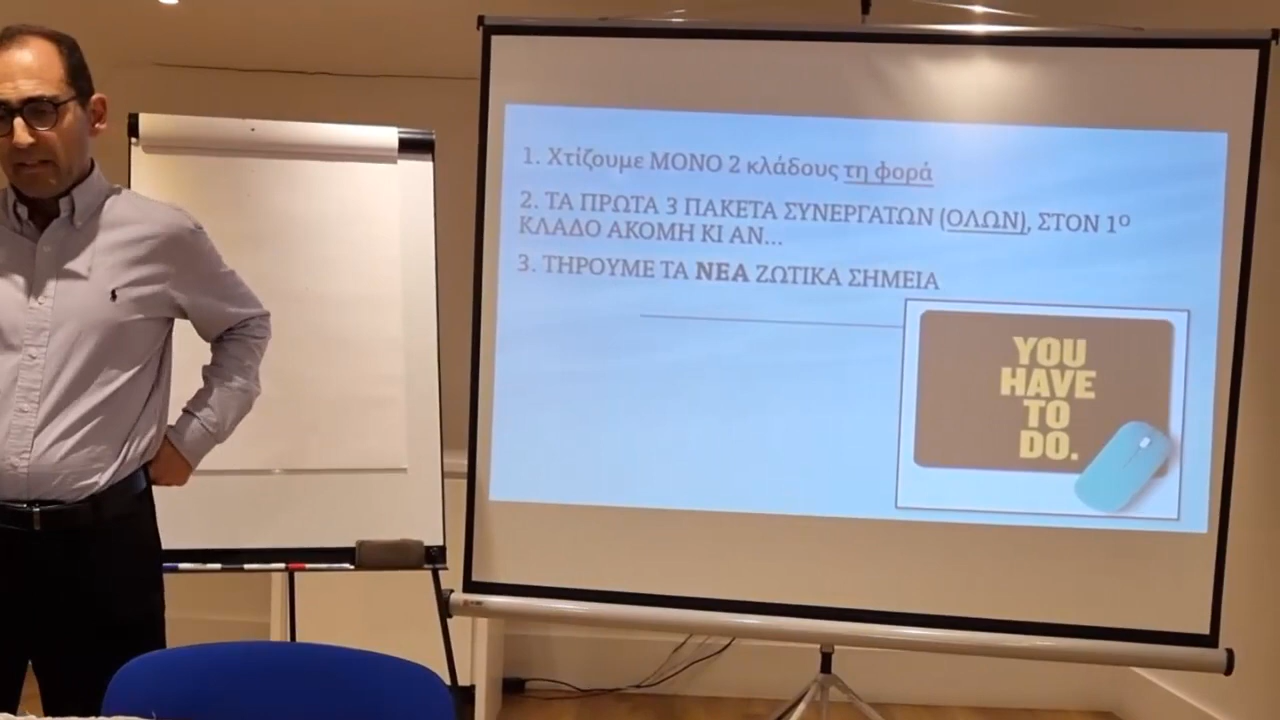 1. Χτίζουμε ΜΟΝΟ 2 κλάδους τη φορά
2. ΤΑ ΠΡΩΤΑ 3 ΠΑΚΕΤΑ ΣΥΝΕΡΓΑΤΩΝ (ΟΛΩΝ), ΣΤΟΝ 1º
ΚΛΑΔΟ ΑΚΟΜΗ ΚΙ ΑΝ...
3. ΤΗΡΟΥΜΕ ΤΑ ΝΕΑ ΖΩΤΙΚΑ ΣΗΜΕΙΑ
YOU
HAVE
TO
DO.